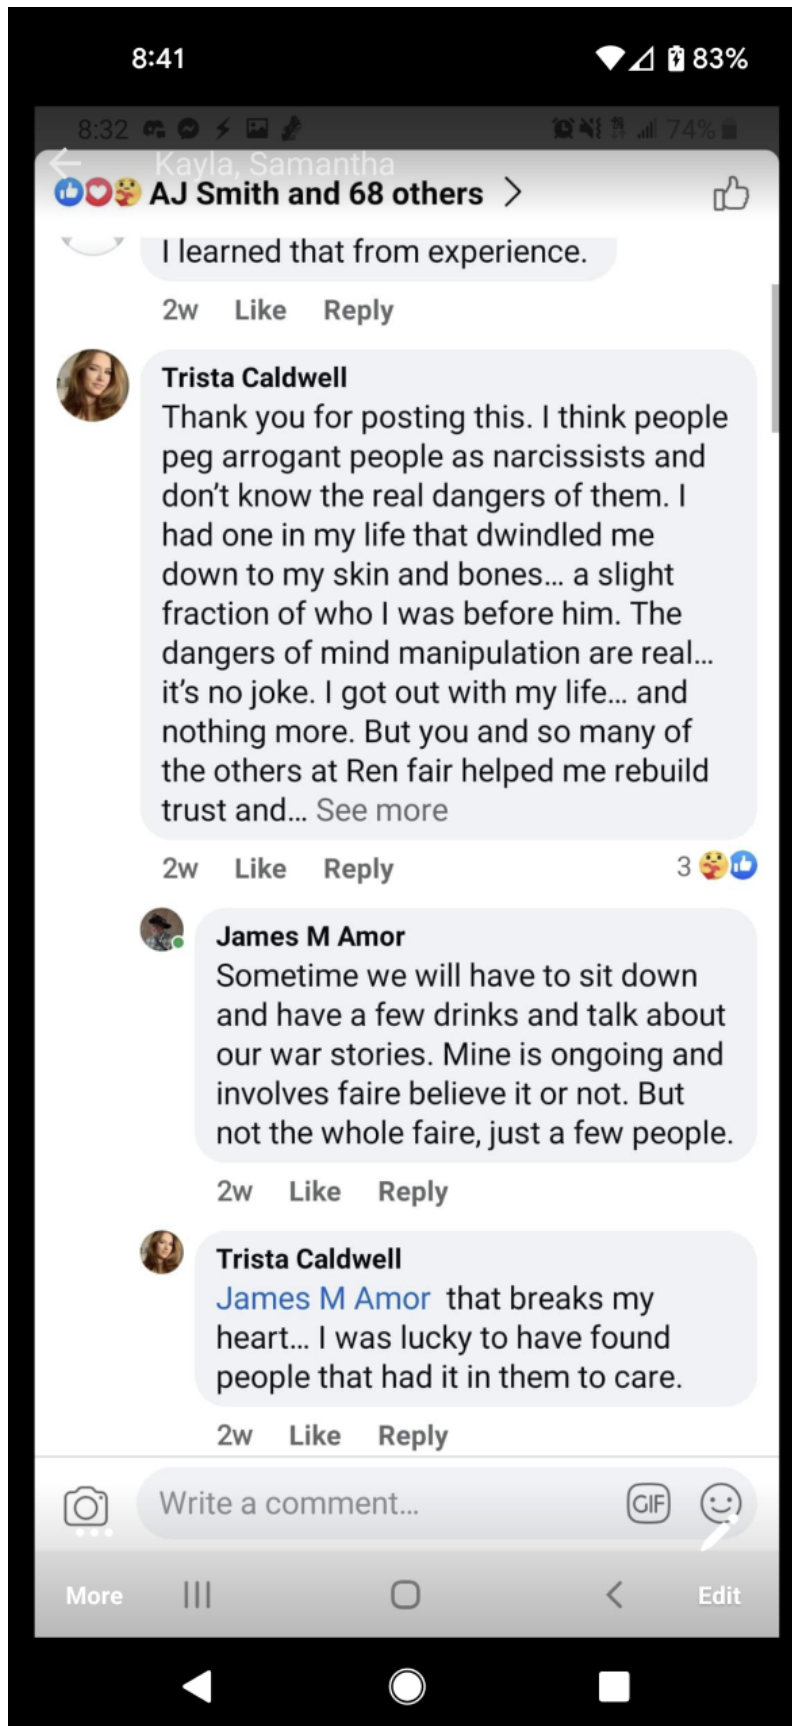 8:41
83%
8:32
74%
Kayla, Samantha
AJ Smith and 68 others
I learned that from experience.
2w Like Reply
Trista Caldwell
Thank you for posting this. I think people
peg arrogant people as narcissists and
don't know the real dangers of them. I
had one in my life that dwindled me
down to my skin and bones... a slight
fraction of who I was before him. The
dangers of mind manipulation are real...
it's no joke. I got out with my life... and
nothing more. But you and so many of
the others at Ren fair helped me rebuild
trust and... See more
2w Like Reply 3
James M Amor
Sometime we will have to sit down
and have a few drinks and talk about
our war stories. Mine is ongoing and
involves faire believe it or not. But
not the whole faire, just a few people.
2w Like Reply
Trista Caldwell
James M Amor that breaks my
heart... I was lucky to have found
people that had it in them to care.
2w Like Reply
Write a comment...
GIF
More
Edit